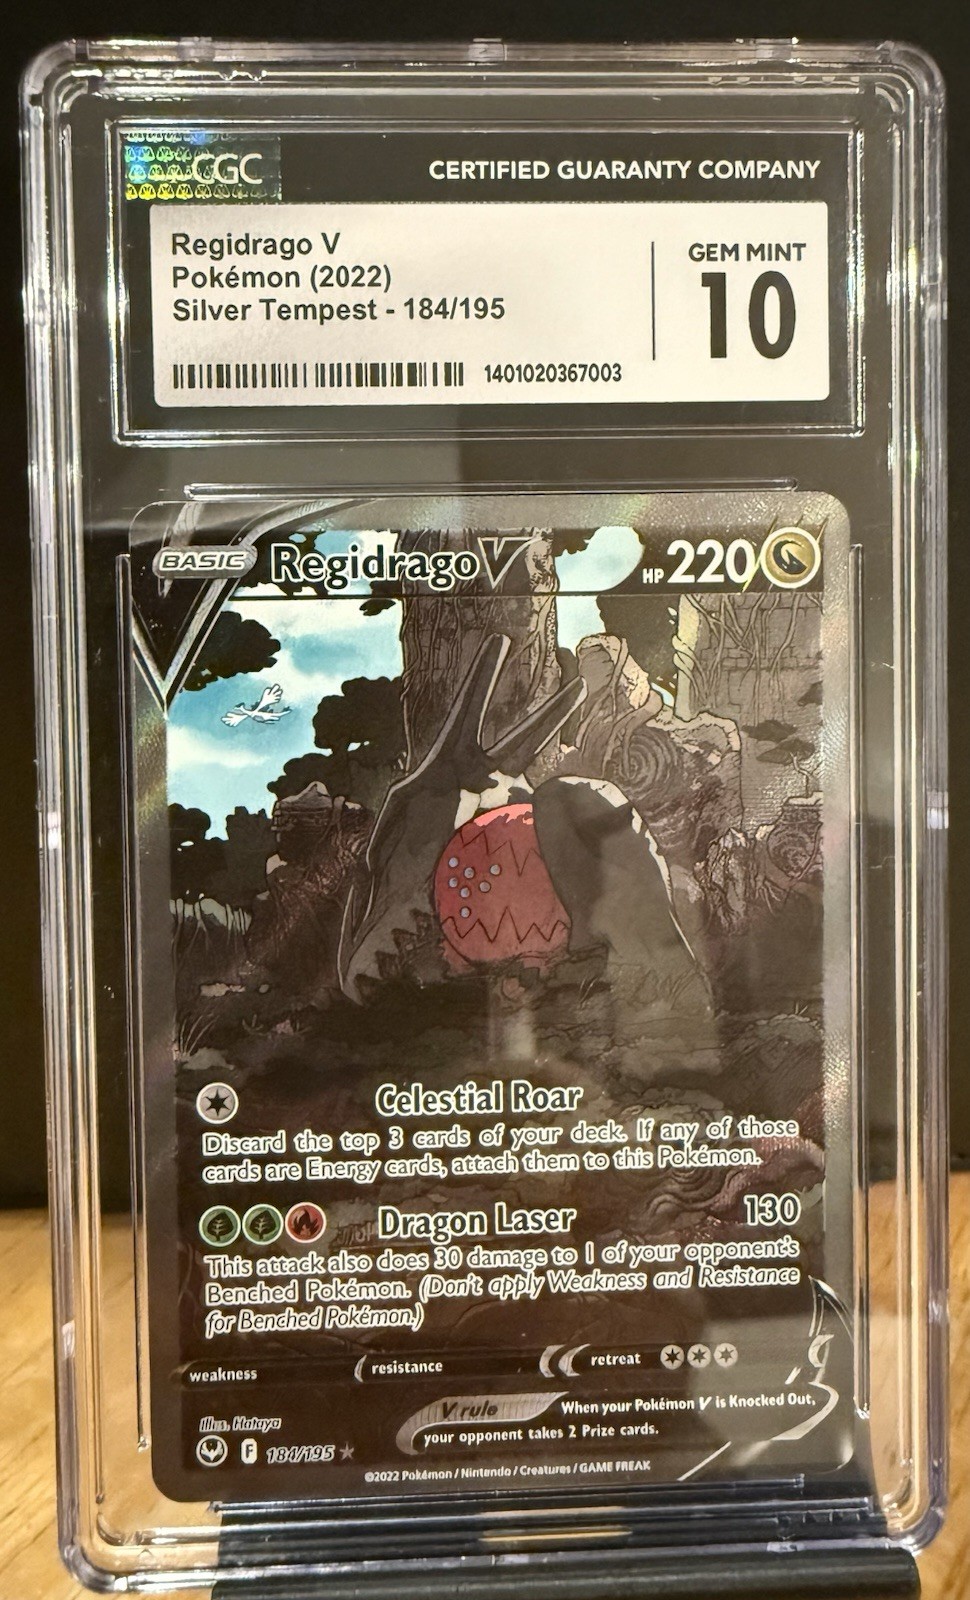 CGC
CERTIFIED GUARANTY COMPANY
Regidrago V
Pokémon (2022)
Silver Tempest - 184/195
GEM MINT
10
1401020367003
BASIC Regidrago V HP 220
Celestial Roar
Discard the top 3 cards of your deck. If any of those
cards are Energy cards, attach them to this Pokémon.
Dragon Laser 130
This attack also does 30 damage to 1 of your opponent's
Benched Pokémon. (Don't apply Weakness and Resistance
for Benched Pokémon.)
weakness resistance retreat
V rule When your Pokémon V is Knocked Out,
your opponent takes 2 Prize cards.
Illus. Hataya
F 184/195
©2022 Pokémon / Nintendo / Creatures / GAME FREAK